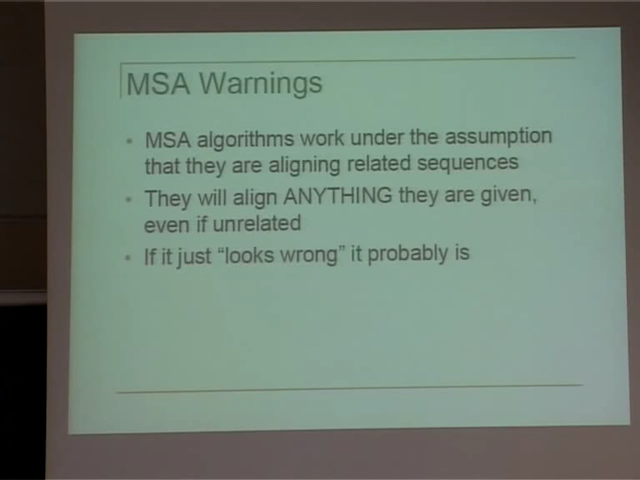 MSA Warnings
• MSA algorithms work under the assumption
that they are aligning related sequences
• They will align ANYTHING they are given,
even if unrelated
• If it just “looks wrong” it probably is